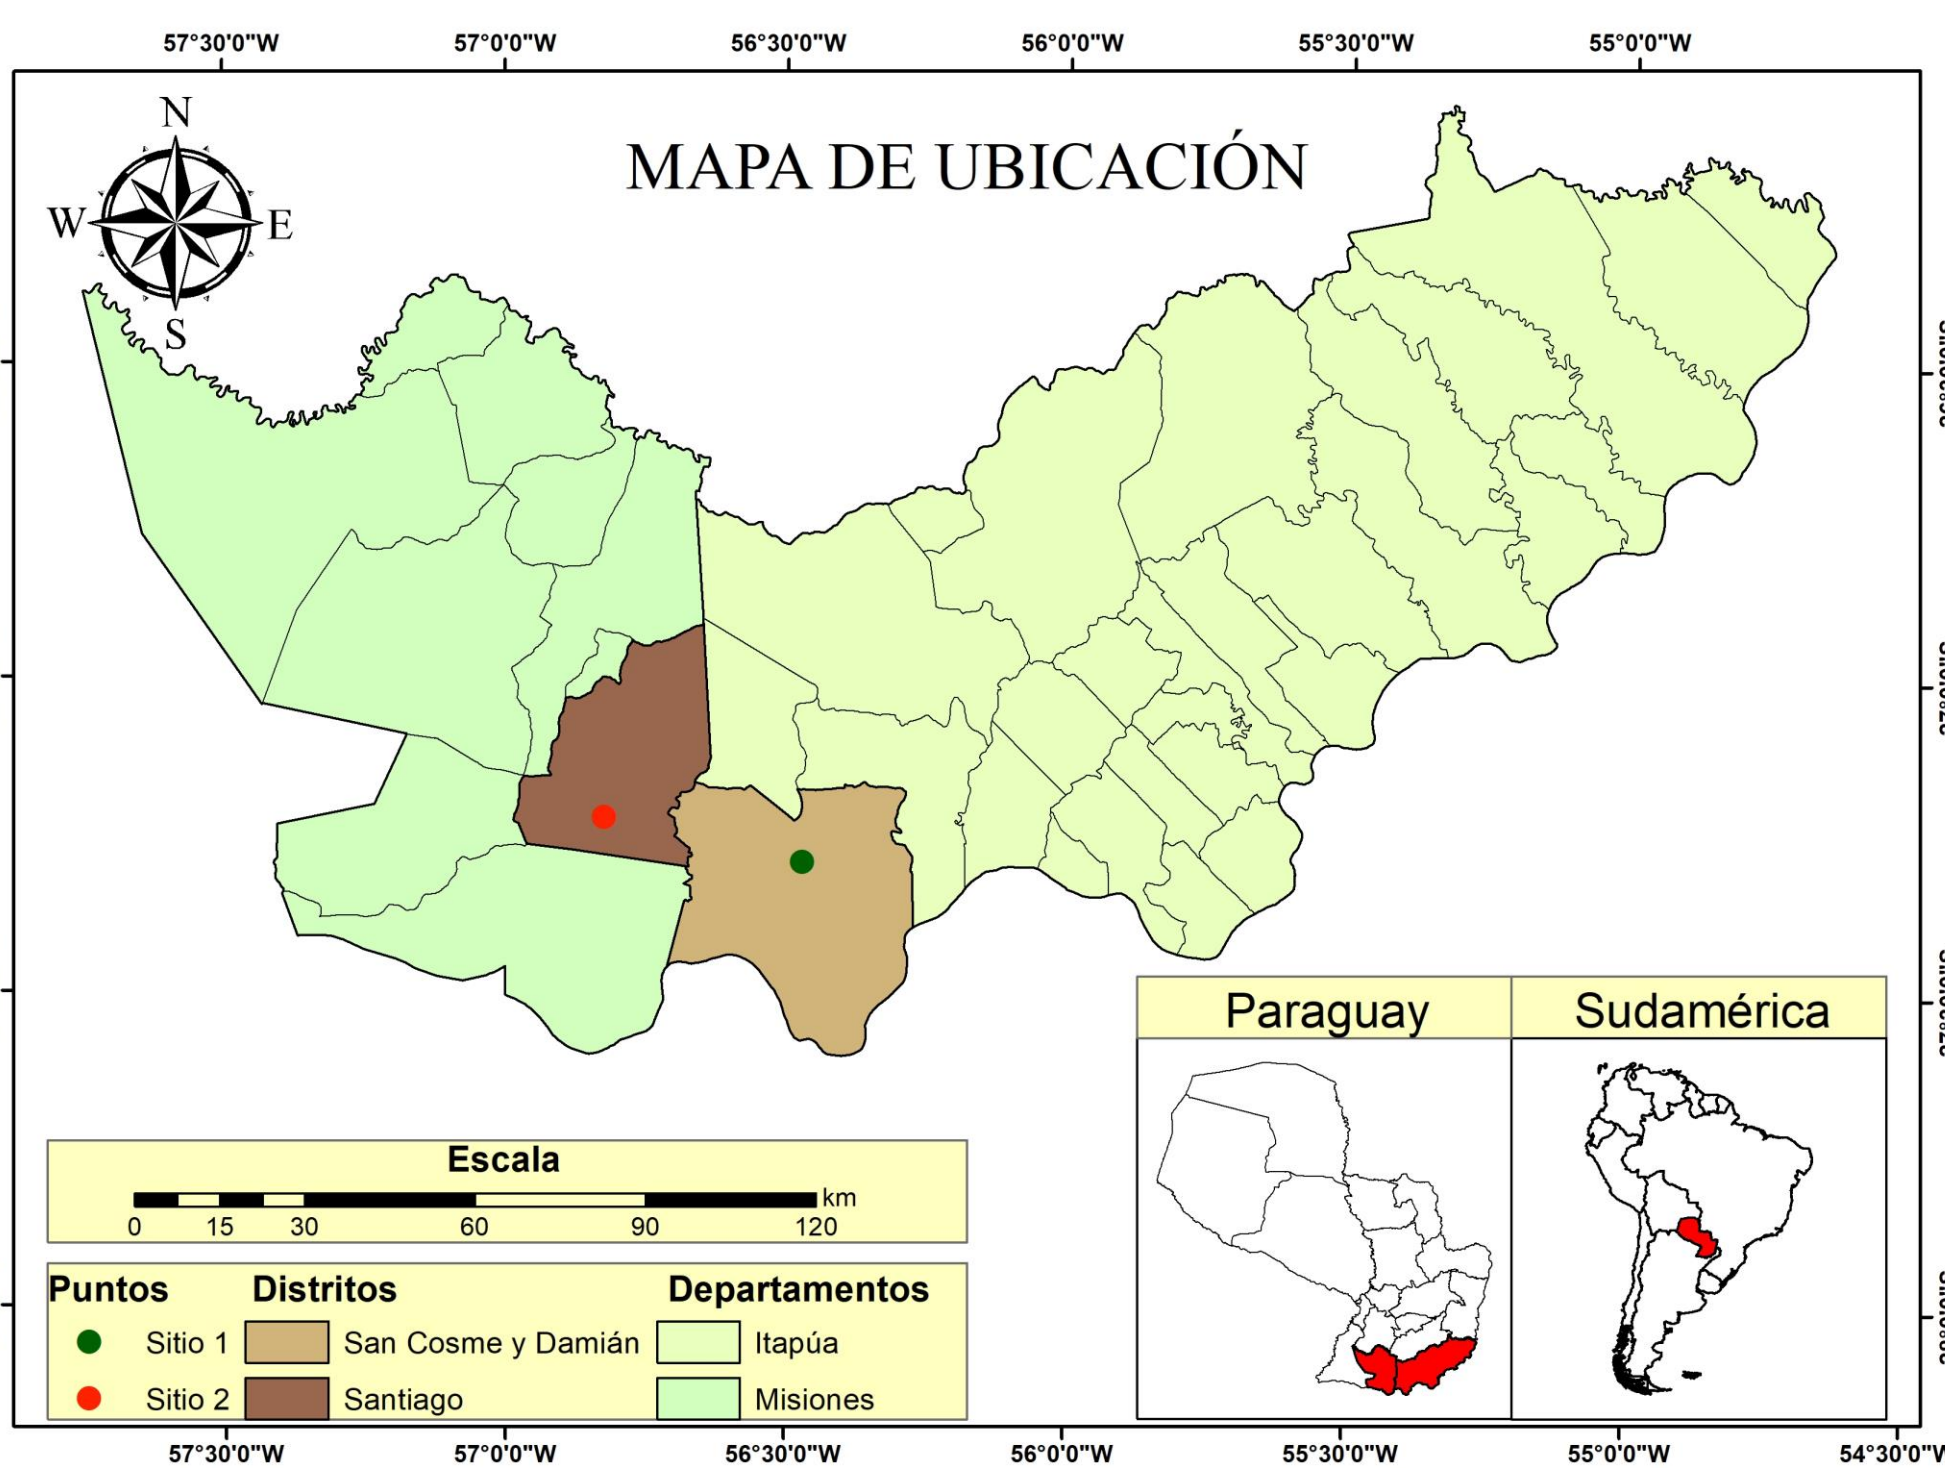 57°30'0"W 57°0'0"W 56°30'0"W 56°0'0"W 55°30'0"W 55°0'0"W
N
W E
S
MAPA DE UBICACIÓN
Paraguay Sudamérica
Escala
km
0 15 30 60 90 120
Puntos Distritos Departamentos
Sitio 1 San Cosme y Damián Itapúa
Sitio 2 Santiago Misiones
57°30'0"W 57°0'0"W 56°30'0"W 56°0'0"W 55°30'0"W 55°0'0"W 54°30'0"W